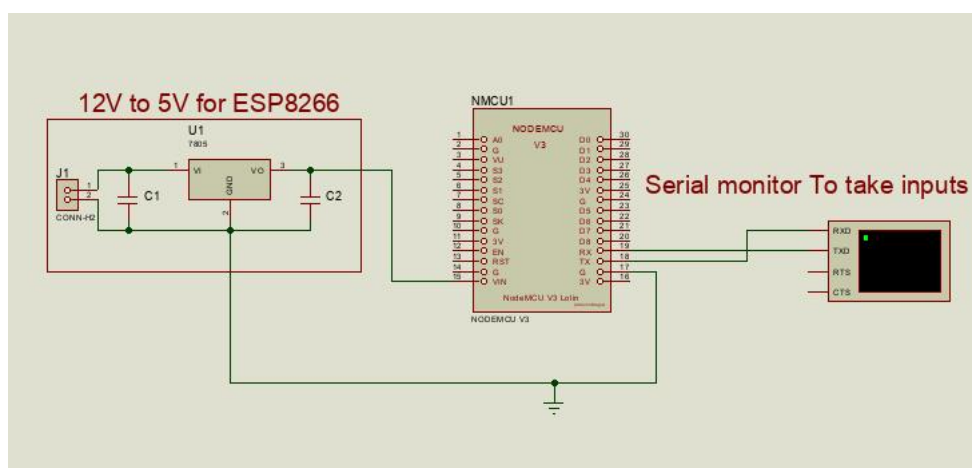 12V to 5V for ESP8266
U1
7805
J1
1
2
CONN-H2
C1
1
VI
VO
3
GND
2
C2
NMCU1
NODEMCU
V3
1 A0
2 G
3 VU
4 S3
5 S2
6 S1
7 SC
8 S0
9 SK
10 G
11 3V
12 EN
13 RST
14 G
15 VIN
D0 30
D1 29
D2 28
D3 27
D4 26
3V 25
G 24
D5 23
D6 22
D7 21
D8 20
RX 19
TX 18
G 17
3V 16
NodeMCU V3 Lolin
NODEMCU V3
Serial monitor To take inputs
RXD
TXD
RTS
CTS